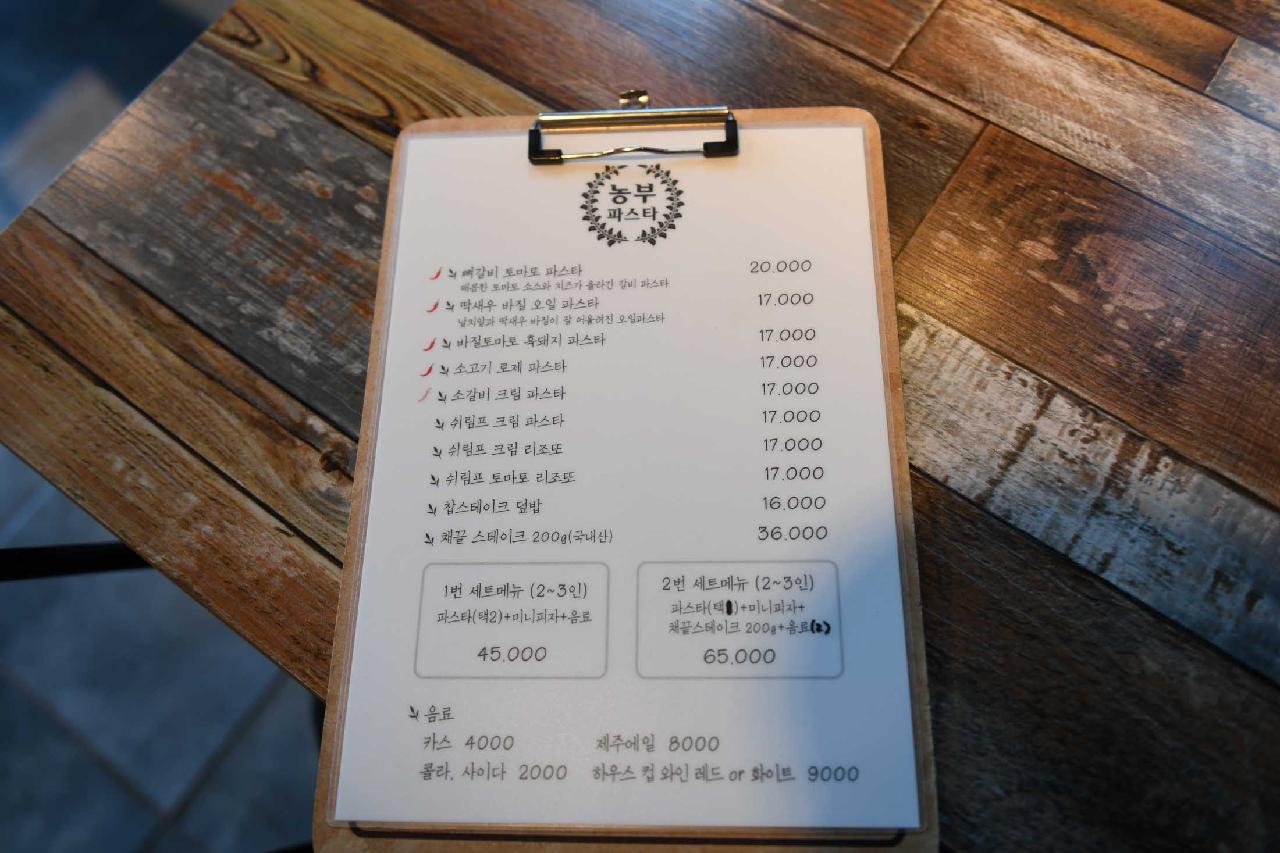 농부
파스타
뼈갈비 토마토 파스타 20.000
매콤한 토마토 소스와 치즈가 올라간 갈비 파스타
딱새우 바질 오일 파스타 17.000
날치알과 딱새우 바질이 잘 어울려진 오일파스타
바질토마토 흑돼지 파스타 17.000
소고기 로제 파스타 17.000
소갈비 크림 파스타 17.000
쉬림프 크림 파스타 17.000
쉬림프 크림 리조또 17.000
쉬림프 토마토 리조또 17.000
찹스테이크 덮밥 16.000
채끝 스테이크 200g(국내산) 36.000
1번 세트메뉴 (2~3인)
파스타(택2)+미니피자+음료
45.000
2번 세트메뉴 (2~3인)
파스타(택1)+미니피자+
채끝스테이크 200g+음료(2)
65.000
음료
카스 4000 제주에일 8000
콜라, 사이다 2000 하우스 컵 와인 레드 or 화이트 9000